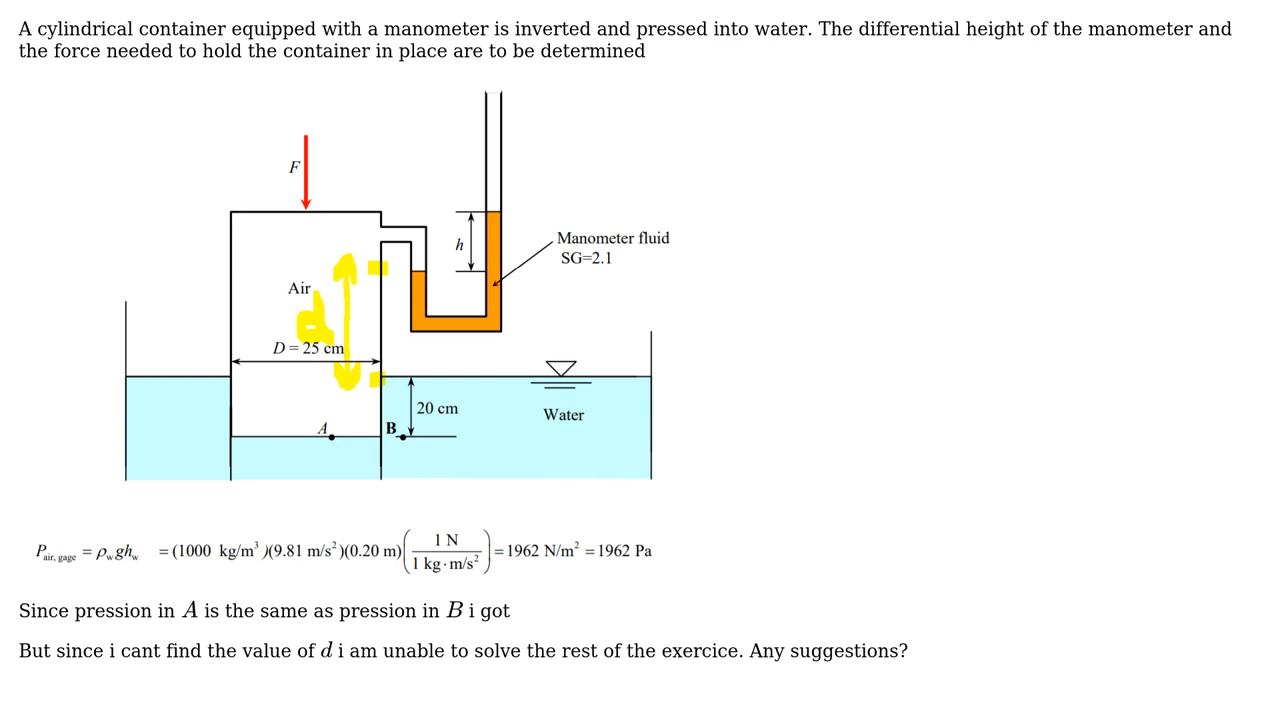 A cylindrical container equipped with a manometer is inverted and pressed into water. The differential height of the manometer and
the force needed to hold the container in place are to be determined
F
h
Manometer fluid
SG=2.1
Air
d
D = 25 cm
20 cm
A
B
Water
P_air, gage = ρ_w g h_w = (1000 kg/m³)(9.81 m/s²)(0.20 m)(1 N / 1 kg·m/s²) = 1962 N/m² = 1962 Pa
Since pression in A is the same as pression in B i got
But since i cant find the value of d i am unable to solve the rest of the exercice. Any suggestions?